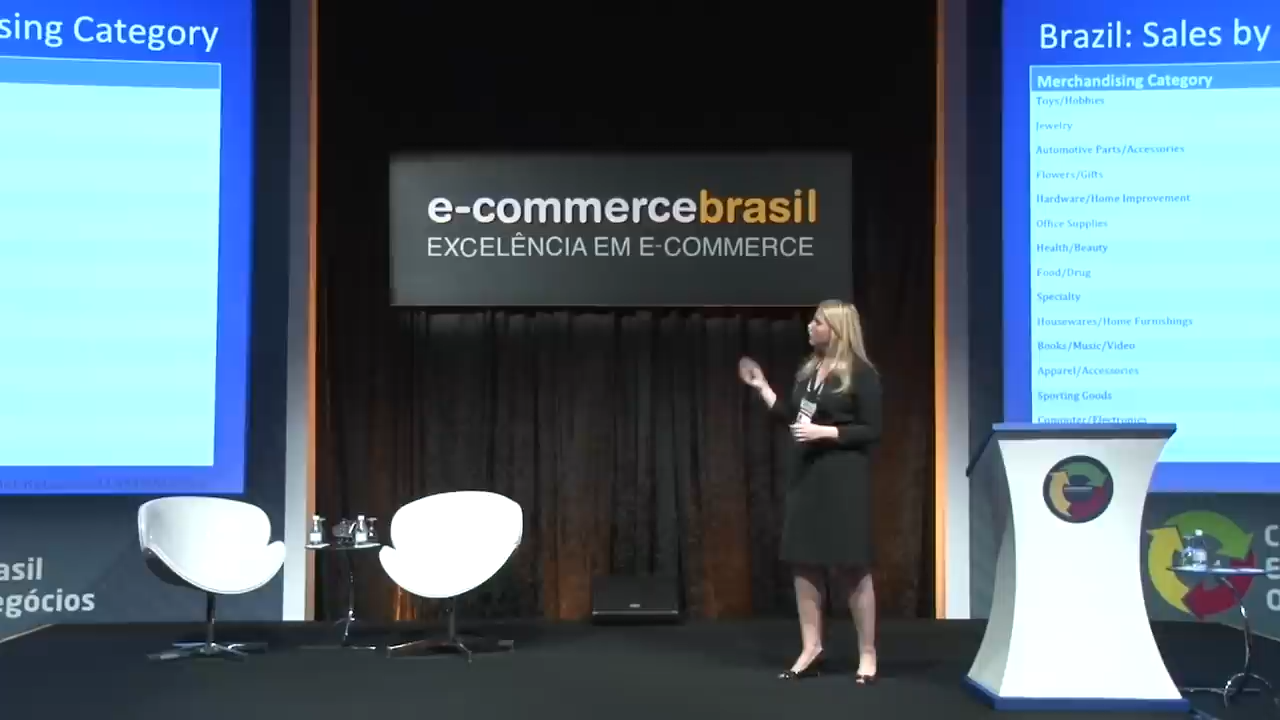 sing Category
Brazil: Sales by
Merchandising Category
Toys/Hobbies
Jewelry
Automotive Parts/Accessories
Flowers/Gifts
Hardware/Home Improvement
Office Supplies
Health/Beauty
Food/Drug
Specialty
Housewares/Home Furnishings
Books/Music/Video
Apparel/Accessories
Sporting Goods
Computer/Electronics
e-commercebrasil
EXCELÊNCIA EM E-COMMERCE
asil
egócios
C
E
O